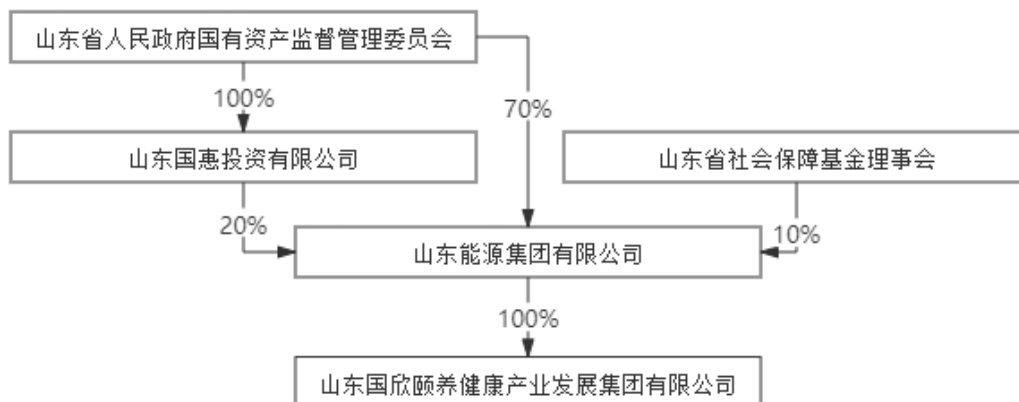 山东省人民政府国有资产监督管理委员会
100%
70%
山东国惠投资有限公司
山东省社会保障基金理事会
20%
10%
山东能源集团有限公司
100%
山东国欣颐养健康产业发展集团有限公司